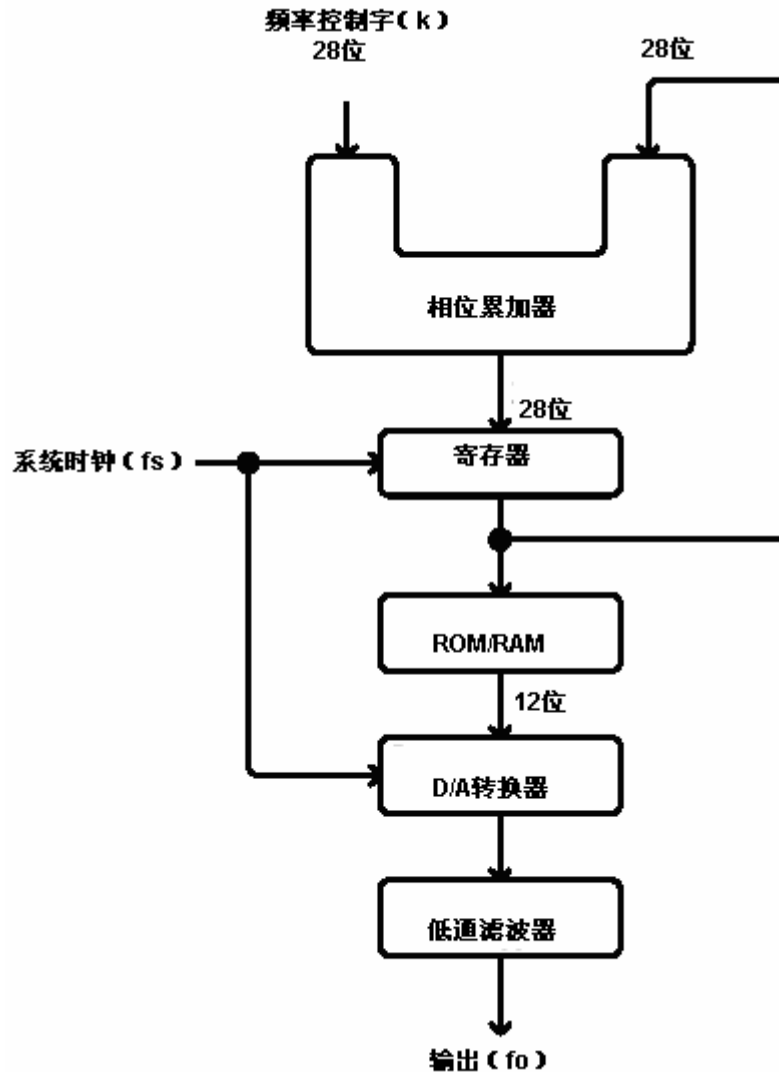 频率控制字(k)
28位
28位
相位累加器
28位
系统时钟(fs)
寄存器
ROM/RAM
12位
D/A转换器
低通滤波器
输出(fo)